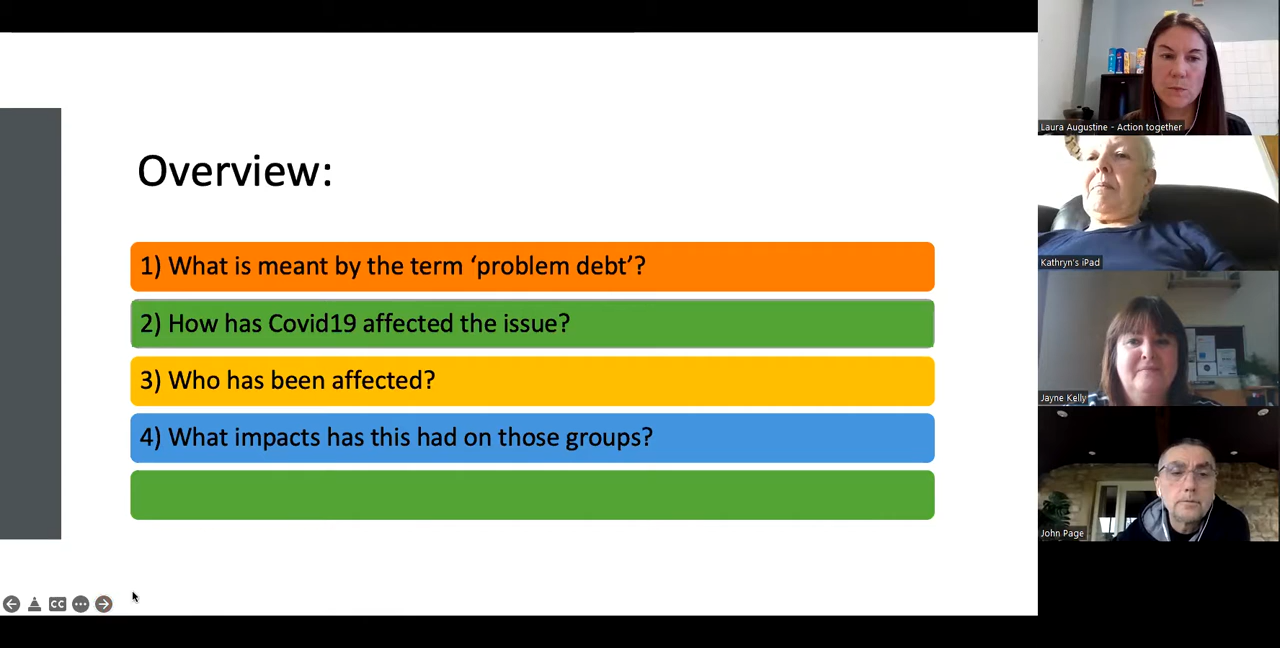 Overview:
1) What is meant by the term ‘problem debt’?
2) How has Covid19 affected the issue?
3) Who has been affected?
4) What impacts has this had on those groups?
CC
Laura Augustine - Action together
Kathryn's iPad
Jayne Kelly
John Page